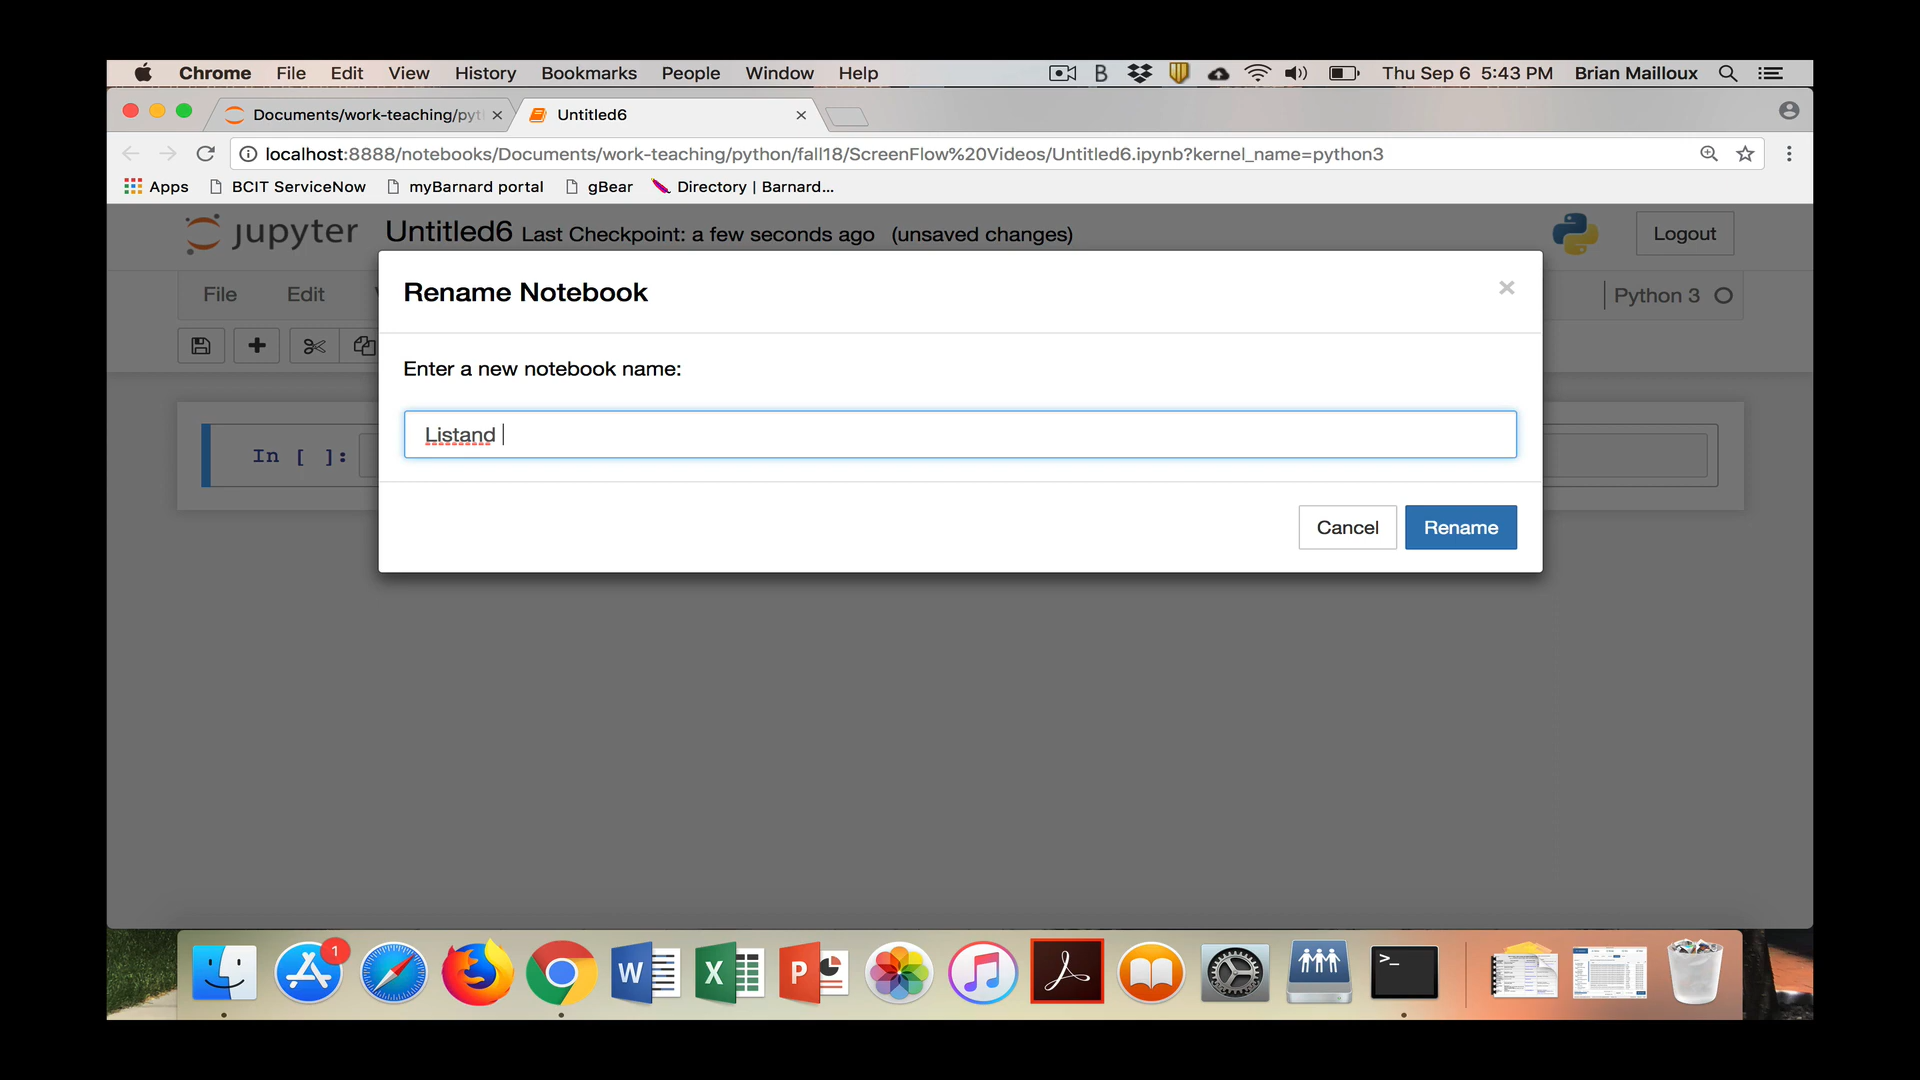 Chrome File Edit View History Bookmarks People Window Help Thu Sep 6 5:43 PM Brian Mailloux
Documents/work-teaching/pyt Untitled6
localhost:8888/notebooks/Documents/work-teaching/python/fall18/ScreenFlow%20Videos/Untitled6.ipynb?kernel_name=python3
Apps BCIT ServiceNow myBarnard portal gBear Directory | Barnard...
jupyter Untitled6 Last Checkpoint: a few seconds ago (unsaved changes) Logout
Rename Notebook
File Edit Python 3
Enter a new notebook name:
Listand
In [ ]:
Cancel Rename
1
W X P >_